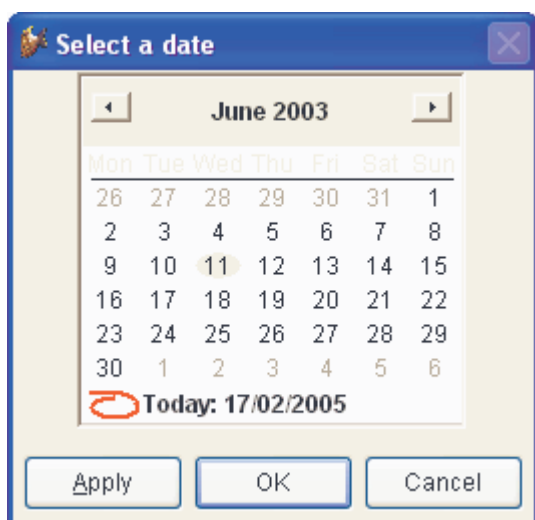 Select a date
June 2003
Mon Tue Wed Thu Fri Sat Sun
26 27 28 29 30 31 1
2 3 4 5 6 7 8
9 10 11 12 13 14 15
16 17 18 19 20 21 22
23 24 25 26 27 28 29
30 1 2 3 4 5 6
Today: 17/02/2005
Apply OK Cancel